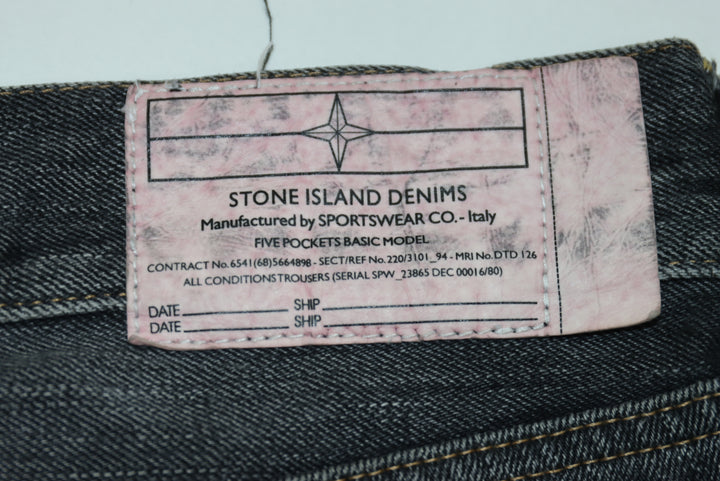 STONE ISLAND DENIMS
Manufactured by SPORTSWEAR CO. - Italy
FIVE POCKETS BASIC MODEL
CONTRACT No. 6541(68)5664898 - SECT/REF No. 220/3101_94 - MRI No. DTD 126
ALL CONDITIONS TROUSERS (SERIAL SPW_23865 DEC 00016/80)
DATE SHIP
DATE SHIP